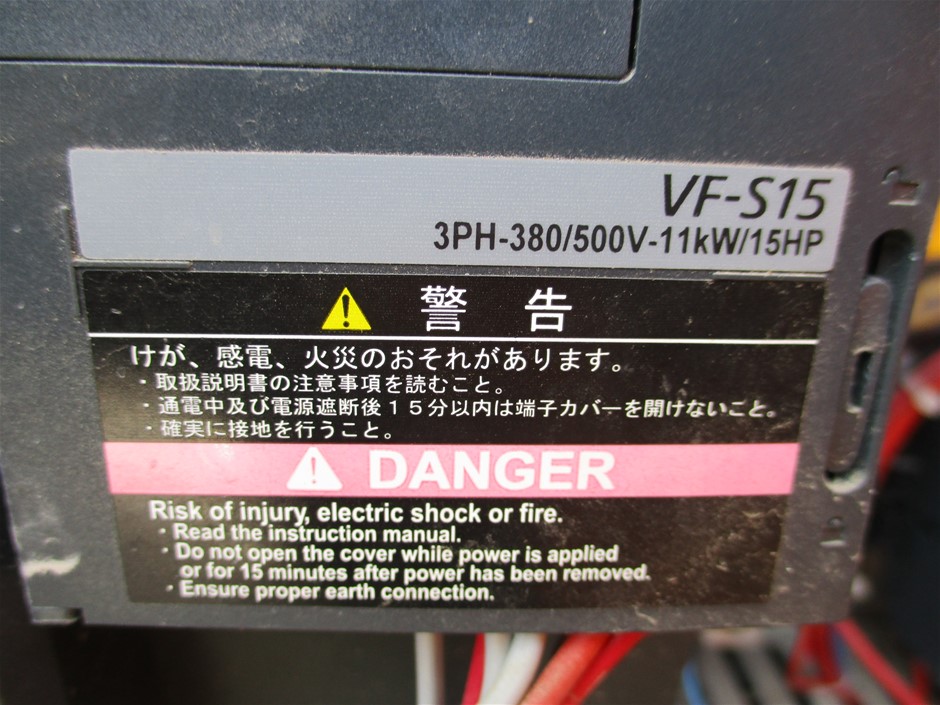 VF-S15
3PH-380/500V-11kW/15HP
警 告
けが、感電、火災のおそれがあります。
・取扱説明書の注意事項を読むこと。
・通電中及び電源遮断後１５分以内は端子カバーを開けないこと。
・確実に接地を行うこと。
DANGER
Risk of injury, electric shock or fire.
・Read the instruction manual.
・Do not open the cover while power is applied
or for 15 minutes after power has been removed.
・Ensure proper earth connection.